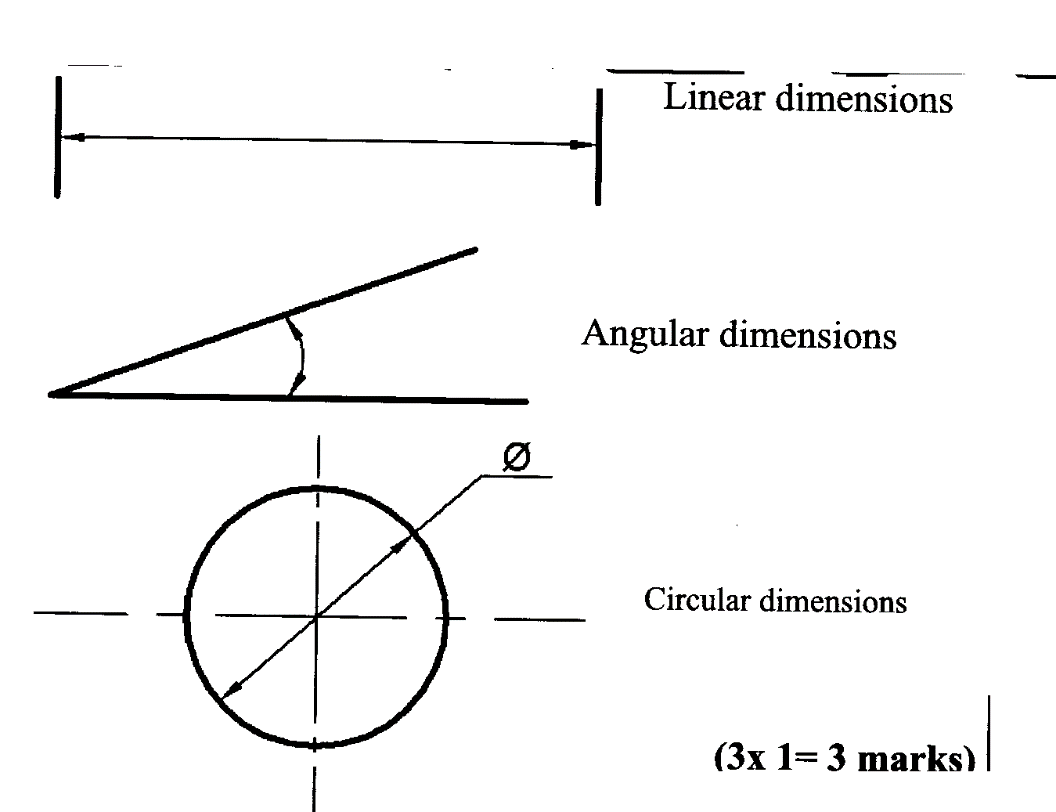 Linear dimensions
Angular dimensions
Ø
Circular dimensions
(3x 1= 3 marks)